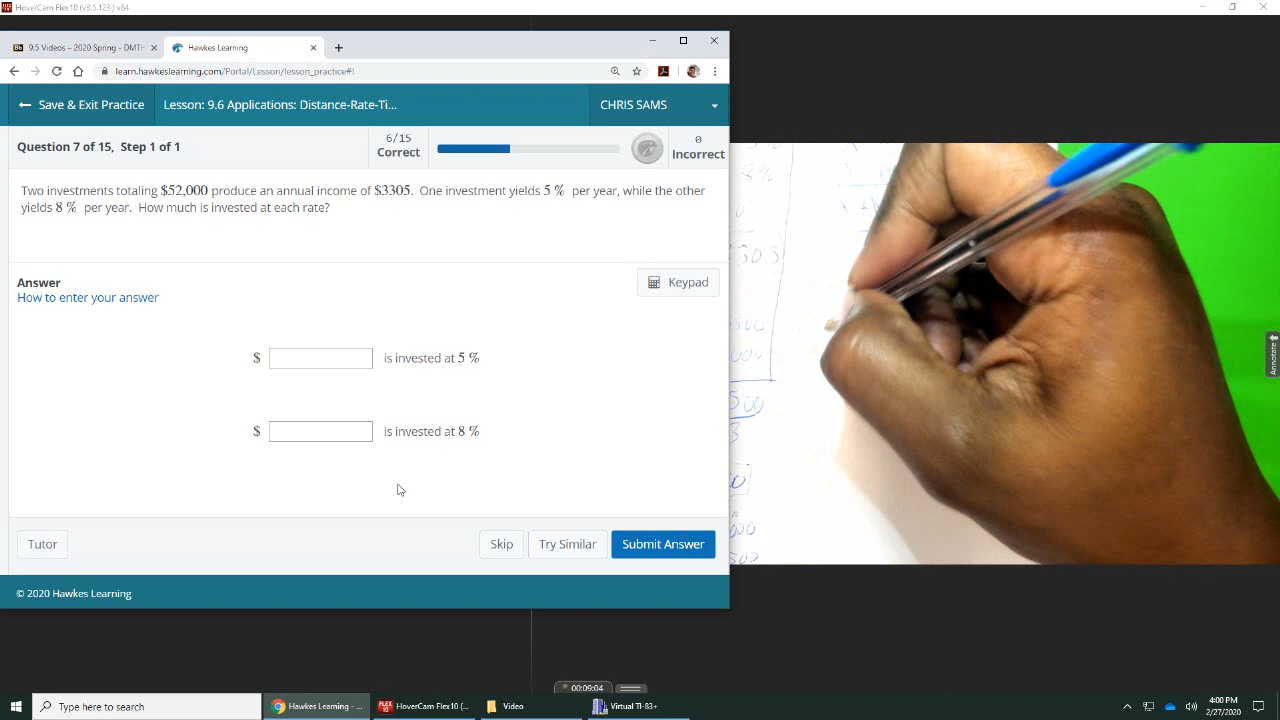 HoverCam Flex10 (v3.5.123 ) x64
9.5 Videos – 2020 Spring - DMTH
Hawkes Learning
learn.hawkeslearning.com/Portal/Lesson/lesson_practice#!
← Save & Exit Practice
Lesson: 9.6 Applications: Distance-Rate-Ti...
CHRIS SAMS
Question 7 of 15, Step 1 of 1
6/15
Correct
0
Incorrect
Two investments totaling $52,000 produce an annual income of $3305. One investment yields 5 % per year, while the other
yields 8 % per year. How much is invested at each rate?
Answer
How to enter your answer
Keypad
$ is invested at 5 %
$ is invested at 8 %
Tutor
Skip
Try Similar
Submit Answer
© 2020 Hawkes Learning
Annotate
00:09:04
Type here to search
Hawkes Learning - ...
HoverCam Flex10 (...
Video
Virtual TI-83+
4:00 PM
2/27/2020